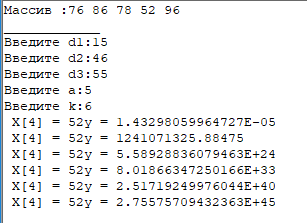 Массив :76 86 78 52 96
____________
Введите d1:15
Введите d2:46
Введите d3:55
Введите a:5
Введите k:6
X[4] = 52y = 1.43298059964727E-05
X[4] = 52y = 1241071325.88475
X[4] = 52y = 5.58928836079463E+24
X[4] = 52y = 8.01866347250166E+33
X[4] = 52y = 2.51719249976044E+40
X[4] = 52y = 2.75575709432363E+45